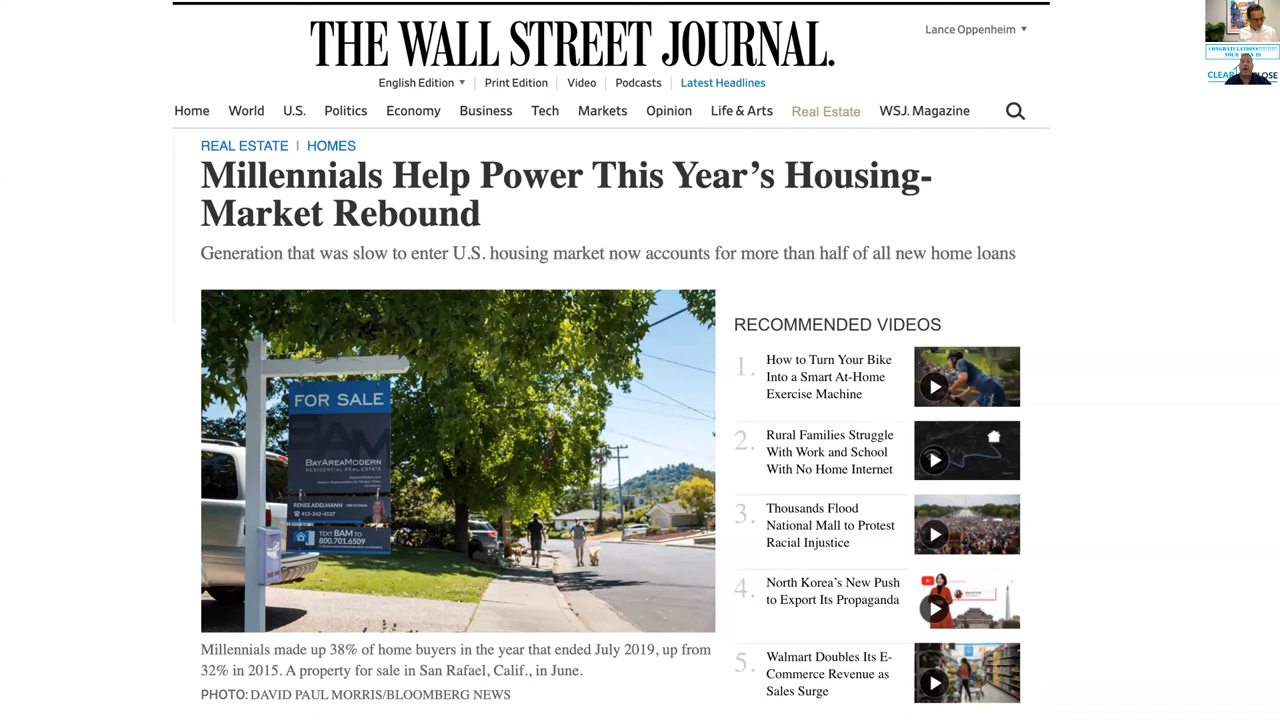 THE WALL STREET JOURNAL.
Lance Oppenheim
English Edition
Print Edition
Video
Podcasts
Latest Headlines
Home
World
U.S.
Politics
Economy
Business
Tech
Markets
Opinion
Life & Arts
Real Estate
WSJ. Magazine
REAL ESTATE | HOMES
Millennials Help Power This Year’s Housing-
Market Rebound
Generation that was slow to enter U.S. housing market now accounts for more than half of all new home loans
FOR SALE
BAM
BAYAREAMODERN
RESIDENTIAL REAL ESTATE
RENEE ADELMANN
415-342-4537
TEXT BAM TO
800.701.6509
Millennials made up 38% of home buyers in the year that ended July 2019, up from
32% in 2015. A property for sale in San Rafael, Calif., in June.
PHOTO: DAVID PAUL MORRIS/BLOOMBERG NEWS
RECOMMENDED VIDEOS
1.
How to Turn Your Bike
Into a Smart At-Home
Exercise Machine
2.
Rural Families Struggle
With Work and School
With No Home Internet
3.
Thousands Flood
National Mall to Protest
Racial Injustice
4.
North Korea’s New Push
to Export Its Propaganda
5.
Walmart Doubles Its E-
Commerce Revenue as
Sales Surge
CONGRATULATIONS!!!!!!!!!
CLEAR